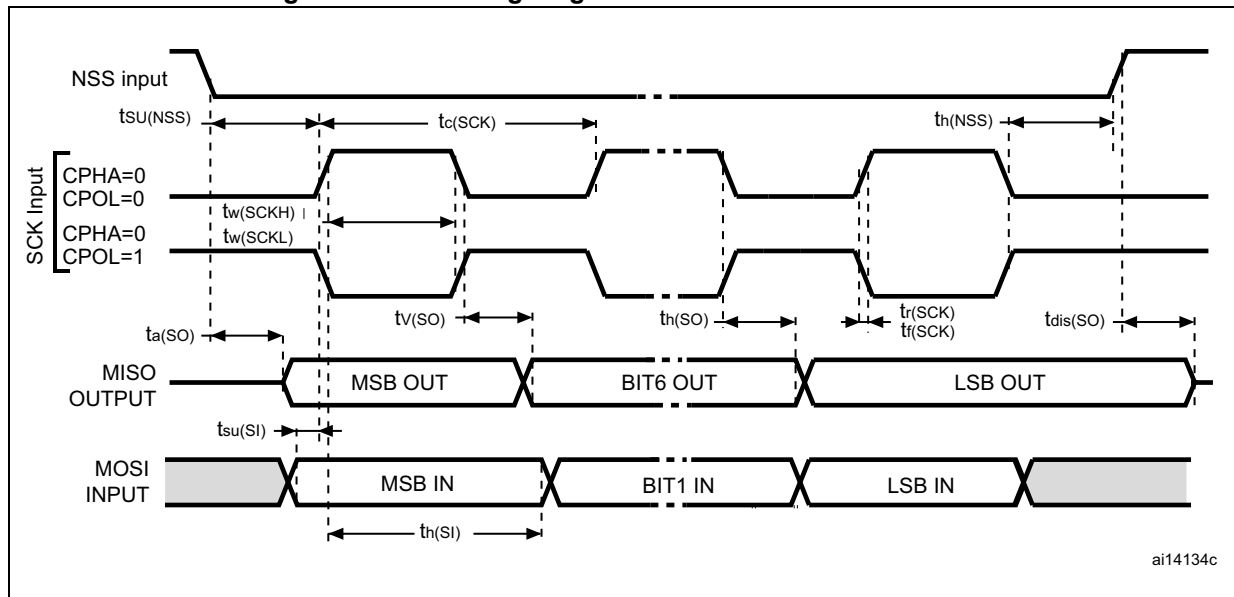 NSS input
tSU(NSS)
tc(SCK)
th(NSS)
SCK Input
CPHA=0
CPOL=0
tw(SCKH)
CPHA=0
tw(SCKL)
CPOL=1
ta(SO)
tV(SO)
th(SO)
tr(SCK)
tf(SCK)
tdis(SO)
MISO
OUTPUT
MSB OUT
BIT6 OUT
LSB OUT
tsu(SI)
MOSI
INPUT
MSB IN
BIT1 IN
LSB IN
th(SI)
ai14134c